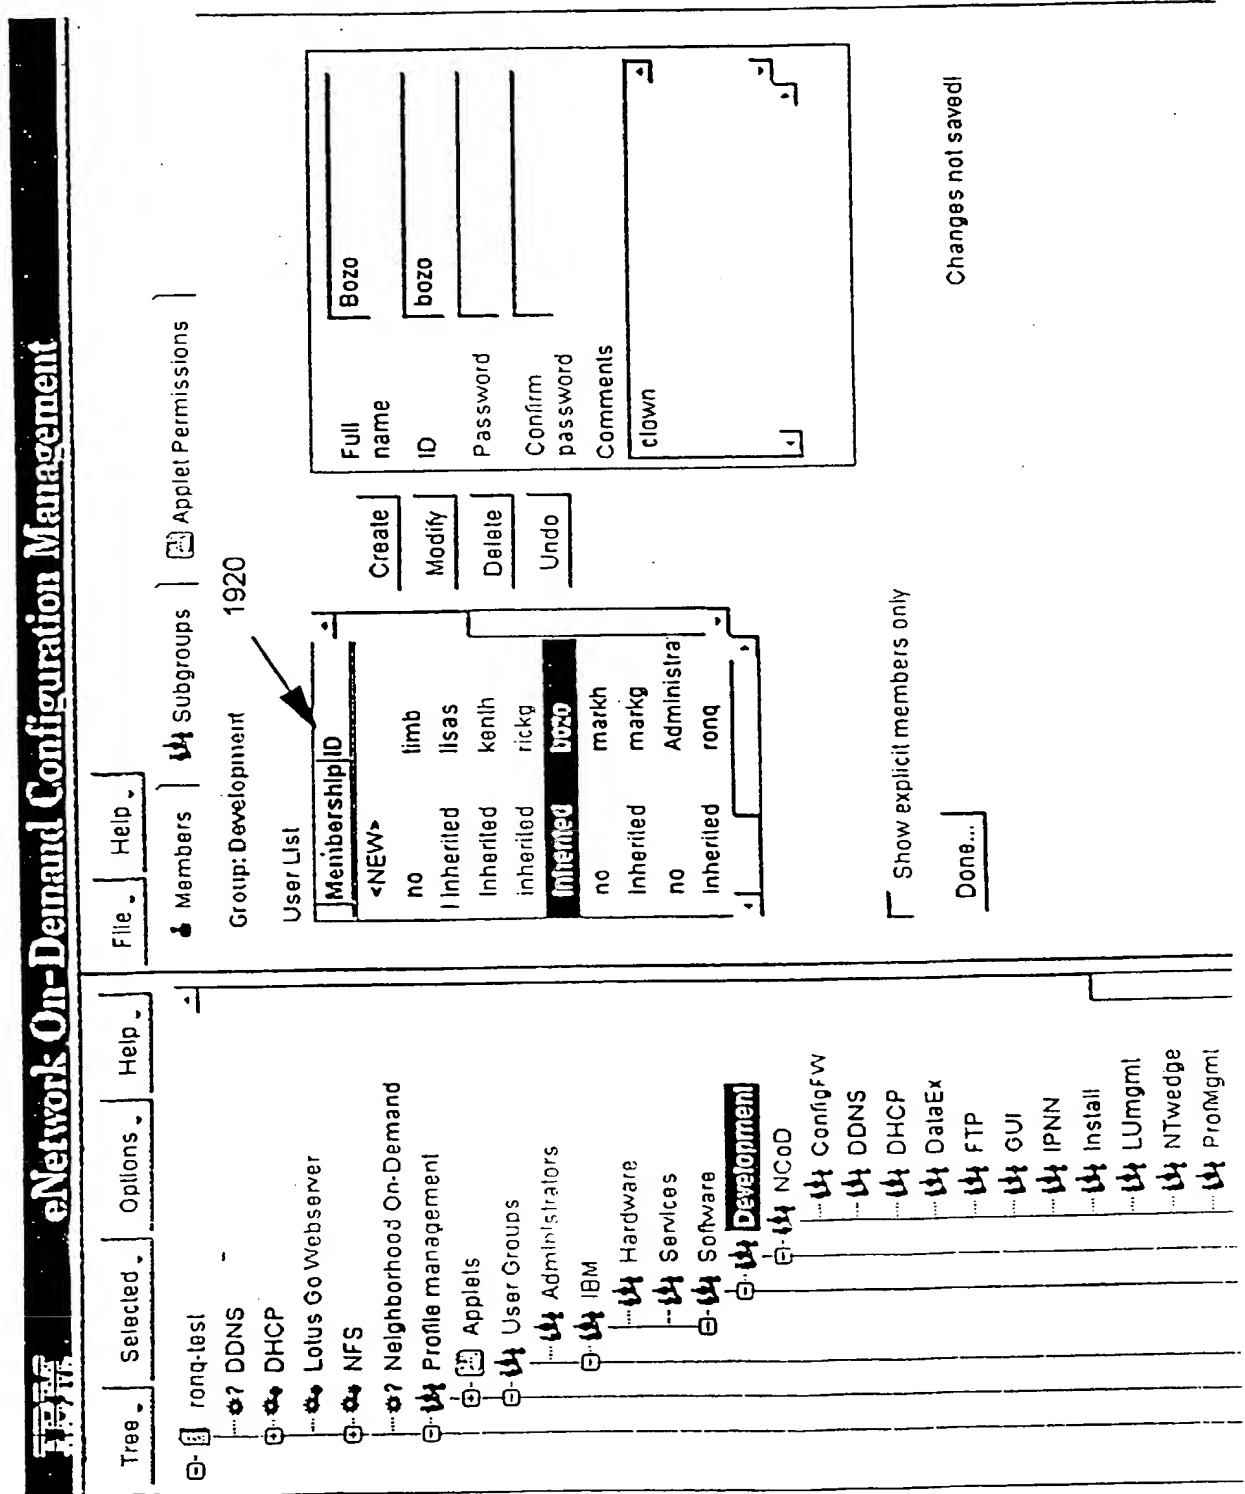 IBM
eNetwork On-Demand Configuration Management
Tree
Selected
Options
Help
ronq-test
DDNS
DHCP
Lotus Go Webserver
NFS
Neighborhood On-Demand
Profile management
Applets
User Groups
Administrators
IBM
Hardware
Services
Software
Development
NCoD
ConfigFW
DDNS
DHCP
DataEx
FTP
GUI
IPNN
Install
LUmgmt
NTwedge
ProfMgmt
File
Help
Members
Subgroups
Applet Permissions
Group: Development
1920
User List
Membership ID
<NEW>
no timb
Inherited lisas
Inherited kenlh
inherited rickg
Inherited bozo
no markh
Inherited markg
no Administra
Inherited ronq
Create
Modify
Delete
Undo
Full name
Bozo
ID
bozo
Password
Confirm password
Comments
clown
Show explicit members only
Done...
Changes not saved!